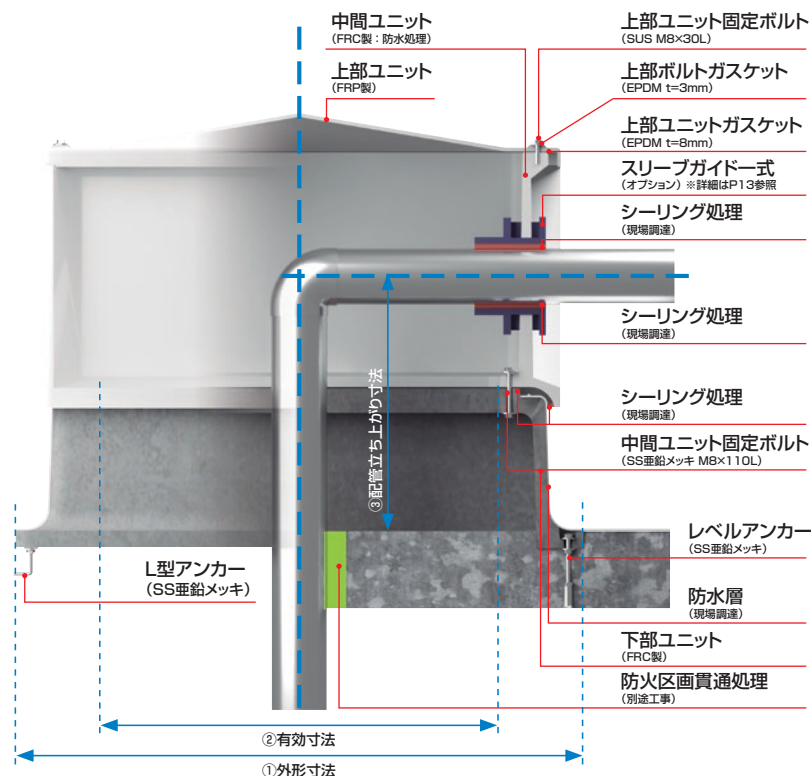 中間ユニット
(FRC製：防水処理)
上部ユニット
(FRP製)
上部ユニット固定ボルト
(SUS M8×30L)
上部ボルトガスケット
(EPDM t=3mm)
上部ユニットガスケット
(EPDM t=8mm)
スリーブガイド一式
(オプション) ※詳細はP13参照
シーリング処理
(現場調達)
シーリング処理
(現場調達)
シーリング処理
(現場調達)
中間ユニット固定ボルト
(SS亜鉛メッキ M8×110L)
③配管立ち上がり寸法
レベルアンカー
(SS亜鉛メッキ)
L型アンカー
(SS亜鉛メッキ)
防水層
(現場調達)
下部ユニット
(FRC製)
防火区画貫通処理
(別途工事)
②有効寸法
①外形寸法